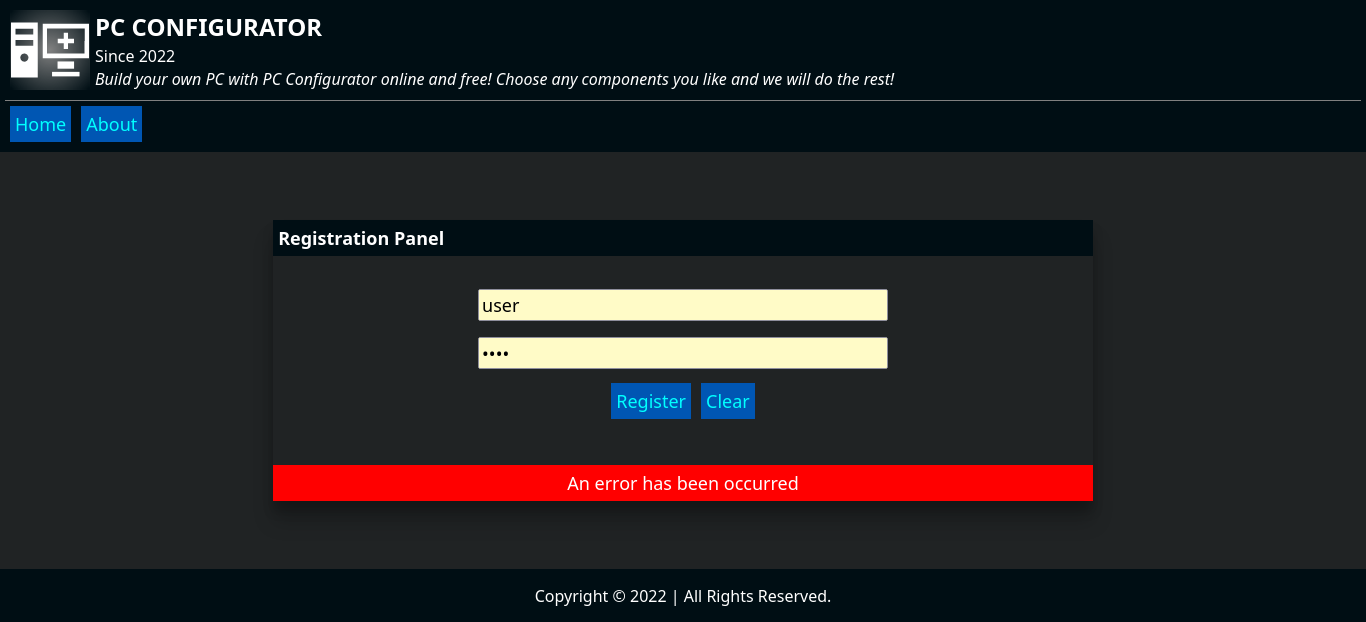 PC CONFIGURATOR
Since 2022
Build your own PC with PC Configurator online and free! Choose any components you like and we will do the rest!
Home About
Registration Panel
user
••••
Register Clear
An error has been occurred
Copyright © 2022 | All Rights Reserved.